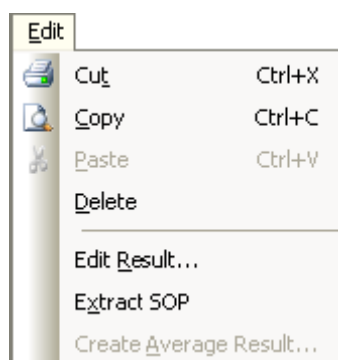 Edit
Cut Ctrl+X
Copy Ctrl+C
Paste Ctrl+V
Delete
Edit Result...
Extract SOP
Create Average Result...